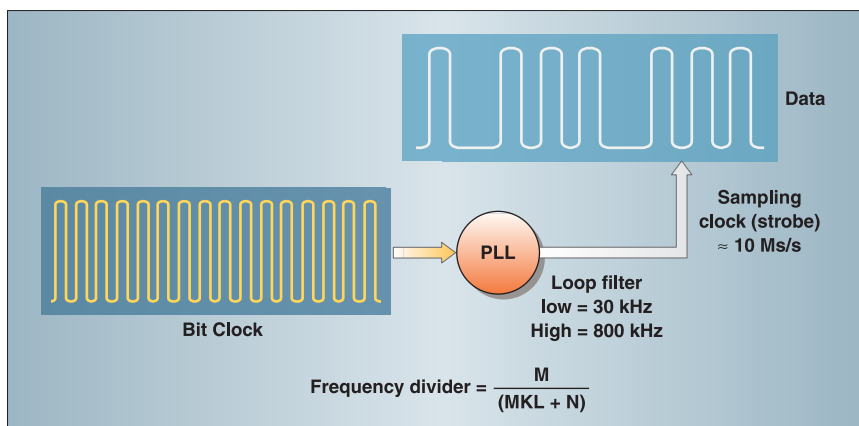 Data
Sampling
clock (strobe)
≈ 10 Ms/s
PLL
Loop filter
low = 30 kHz
High = 800 kHz
Bit Clock
Frequency divider = M
(MKL + N)